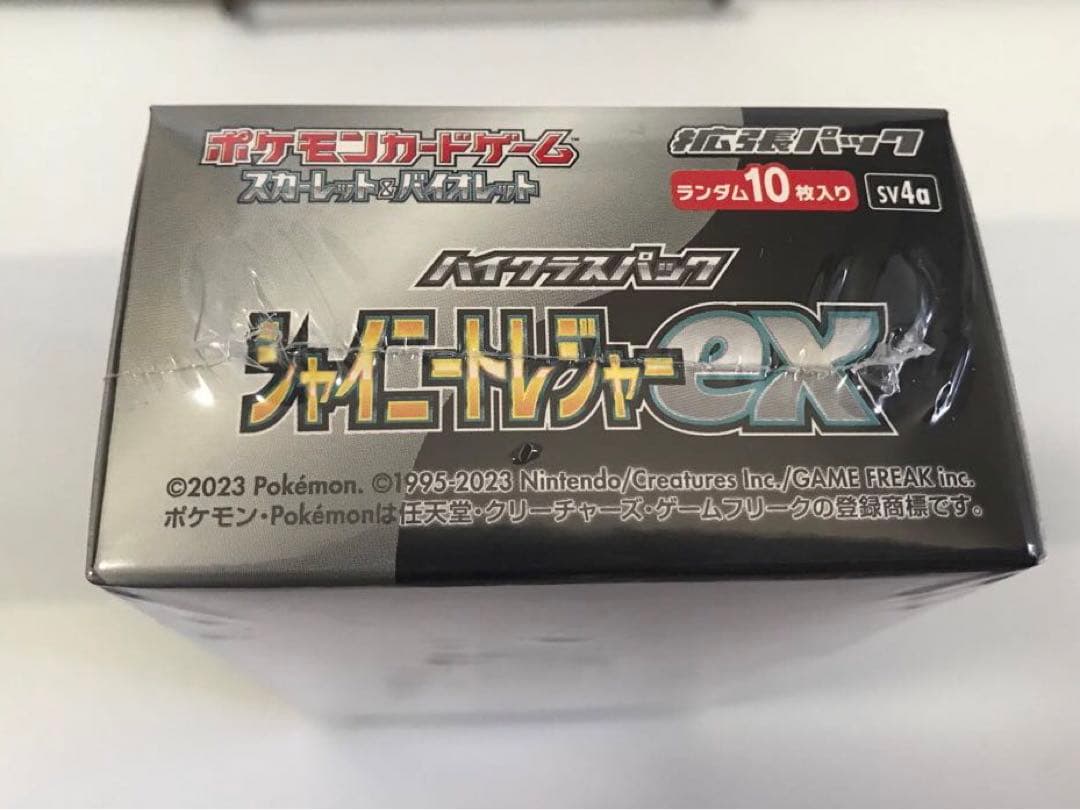 ポケモンカードゲーム™
スカーレット&バイオレット
拡張パック
ランダム10枚入り
SV4a
ハイクラスパック
シャイニートレジャーex
©2023 Pokémon. ©1995-2023 Nintendo/Creatures Inc./GAME FREAK inc.
ポケモン・Pokémonは任天堂・クリーチャーズ・ゲームフリークの登録商標です。